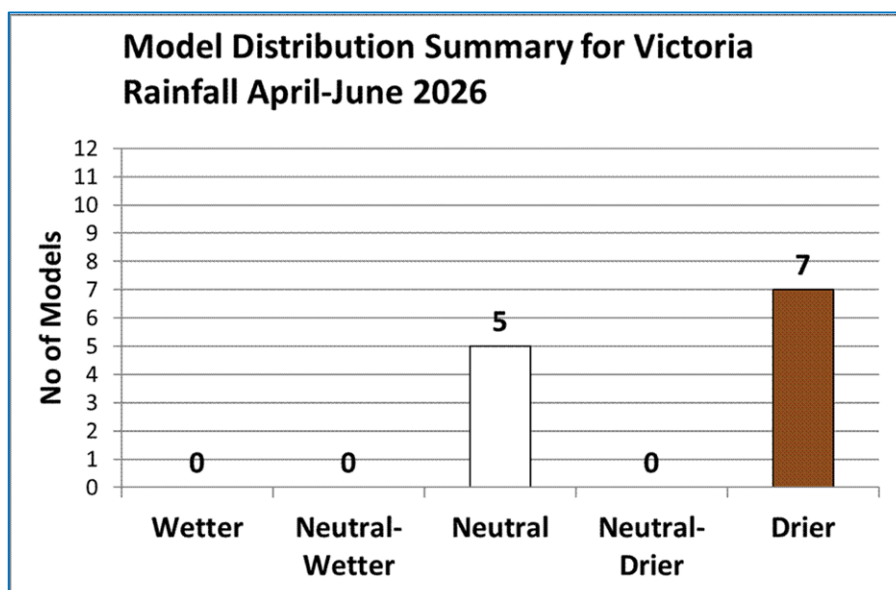 Model Distribution Summary for Victoria
Rainfall April-June 2026
No of Models
12
11
10
9
8
7
6
5
4
3
2
1
0
0
0
5
0
7
Wetter
Neutral-
Wetter
Neutral
Neutral-
Drier
Drier